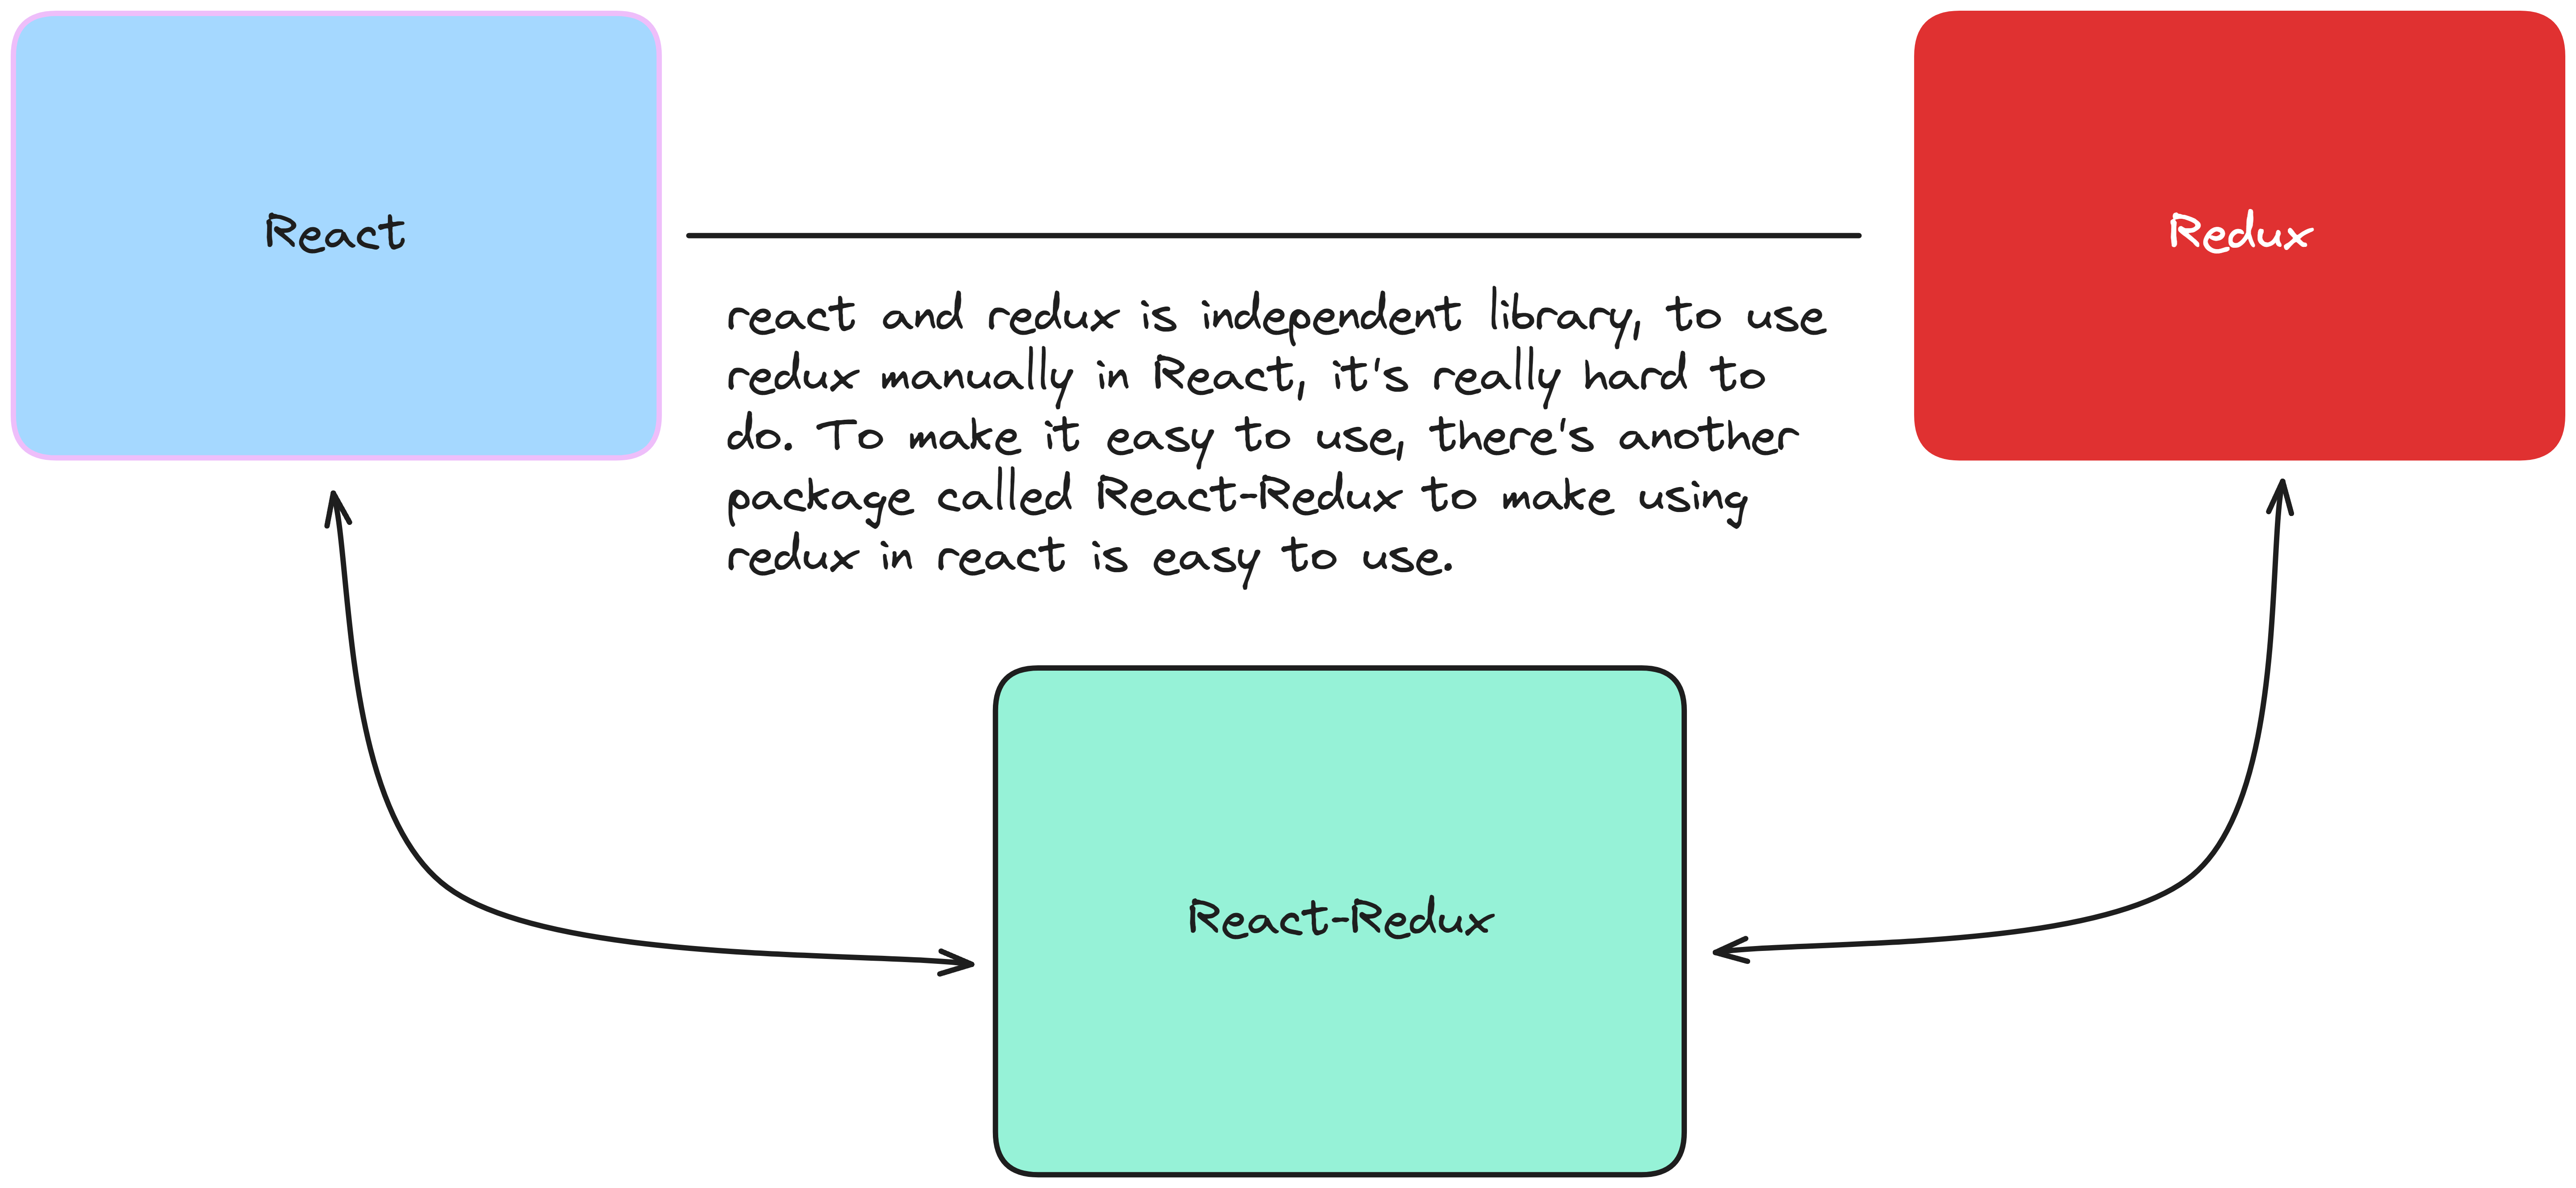 React
Redux
react and redux is independent library, to use
redux manually in React, it's really hard to
do. To make it easy to use, there's another
package called React-Redux to make using
redux in react is easy to use.
React-Redux